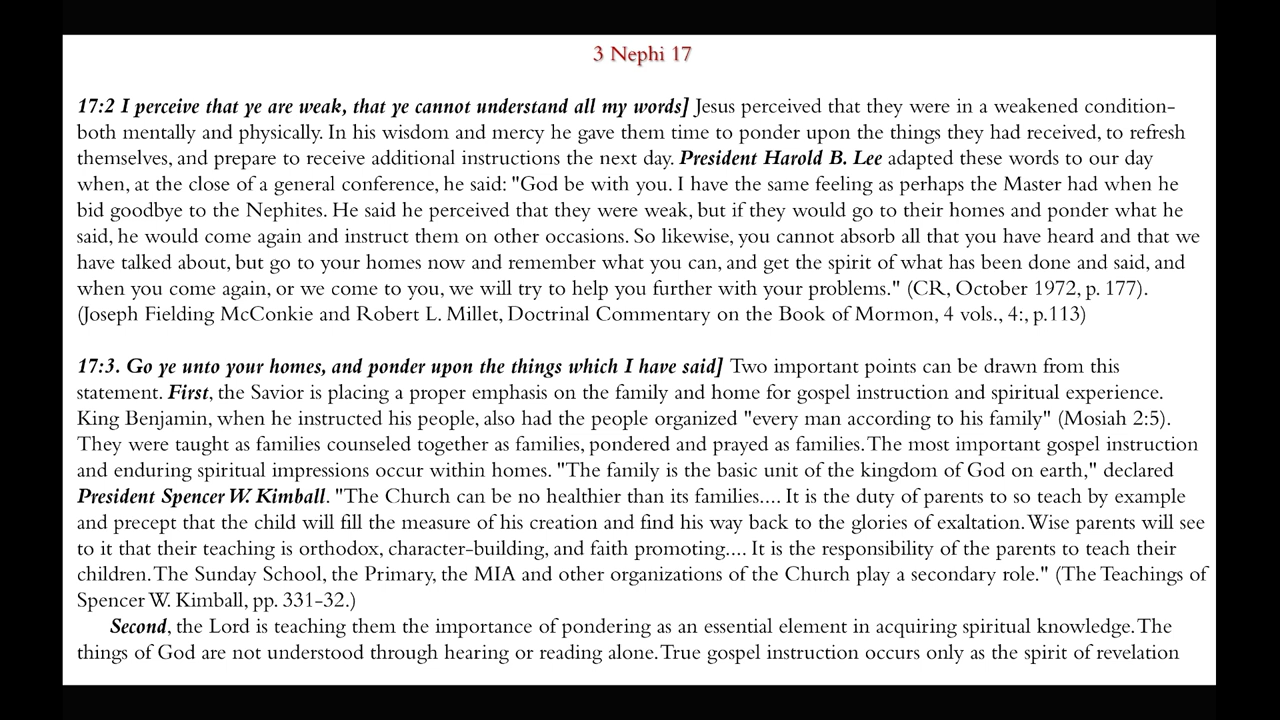 3 Nephi 17
17:2 I perceive that ye are weak, that ye cannot understand all my words] Jesus perceived that they were in a weakened condition-
both mentally and physically. In his wisdom and mercy he gave them time to ponder upon the things they had received, to refresh
themselves, and prepare to receive additional instructions the next day. President Harold B. Lee adapted these words to our day
when, at the close of a general conference, he said: "God be with you. I have the same feeling as perhaps the Master had when he
bid goodbye to the Nephites. He said he perceived that they were weak, but if they would go to their homes and ponder what he
said, he would come again and instruct them on other occasions. So likewise, you cannot absorb all that you have heard and that we
have talked about, but go to your homes now and remember what you can, and get the spirit of what has been done and said, and
when you come again, or we come to you, we will try to help you further with your problems." (CR, October 1972, p. 177).
(Joseph Fielding McConkie and Robert L. Millet, Doctrinal Commentary on the Book of Mormon, 4 vols., 4:, p.113)
17:3. Go ye unto your homes, and ponder upon the things which I have said] Two important points can be drawn from this
statement. First, the Savior is placing a proper emphasis on the family and home for gospel instruction and spiritual experience.
King Benjamin, when he instructed his people, also had the people organized "every man according to his family" (Mosiah 2:5).
They were taught as families counseled together as families, pondered and prayed as families. The most important gospel instruction
and enduring spiritual impressions occur within homes. "The family is the basic unit of the kingdom of God on earth," declared
President Spencer W. Kimball. "The Church can be no healthier than its families.... It is the duty of parents to so teach by example
and precept that the child will fill the measure of his creation and find his way back to the glories of exaltation. Wise parents will see
to it that their teaching is orthodox, character-building, and faith promoting.... It is the responsibility of the parents to teach their
children. The Sunday School, the Primary, the MIA and other organizations of the Church play a secondary role." (The Teachings of
Spencer W. Kimball, pp. 331-32.)
Second, the Lord is teaching them the importance of pondering as an essential element in acquiring spiritual knowledge. The
things of God are not understood through hearing or reading alone. True gospel instruction occurs only as the spirit of revelation